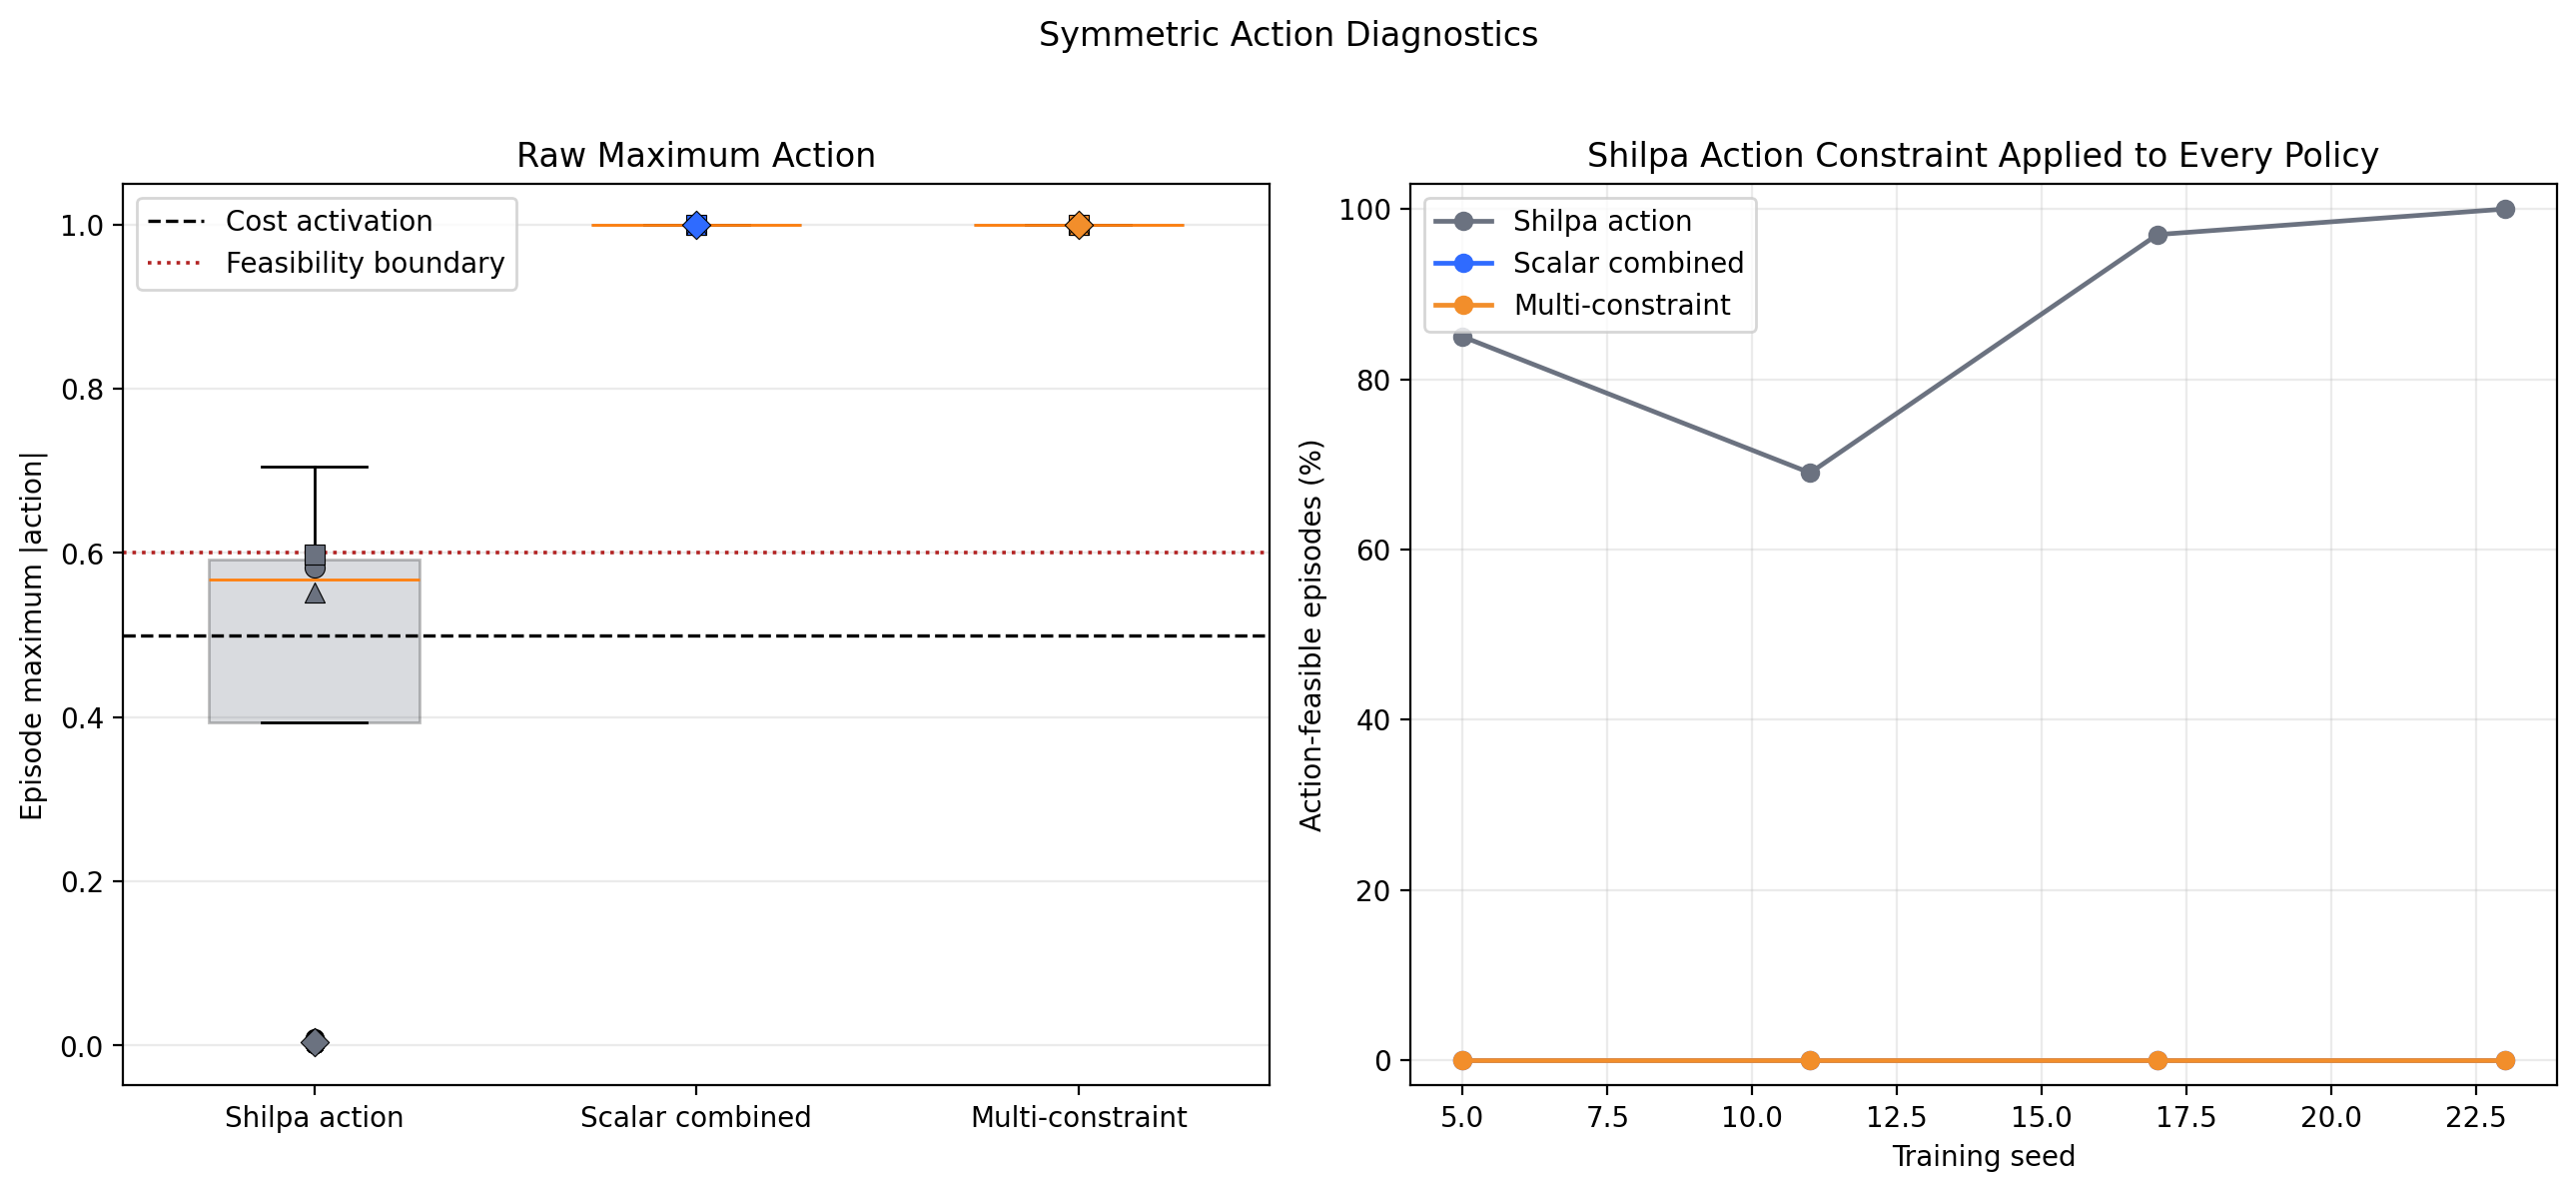 Symmetric Action Diagnostics
Raw Maximum Action
Cost activation
Feasibility boundary
Episode maximum |action|
1.0
0.8
0.6
0.4
0.2
0.0
Shilpa action
Scalar combined
Multi-constraint
Shilpa Action Constraint Applied to Every Policy
Shilpa action
Scalar combined
Multi-constraint
Action-feasible episodes (%)
100
80
60
40
20
0
5.0
7.5
10.0
12.5
15.0
17.5
20.0
22.5
Training seed